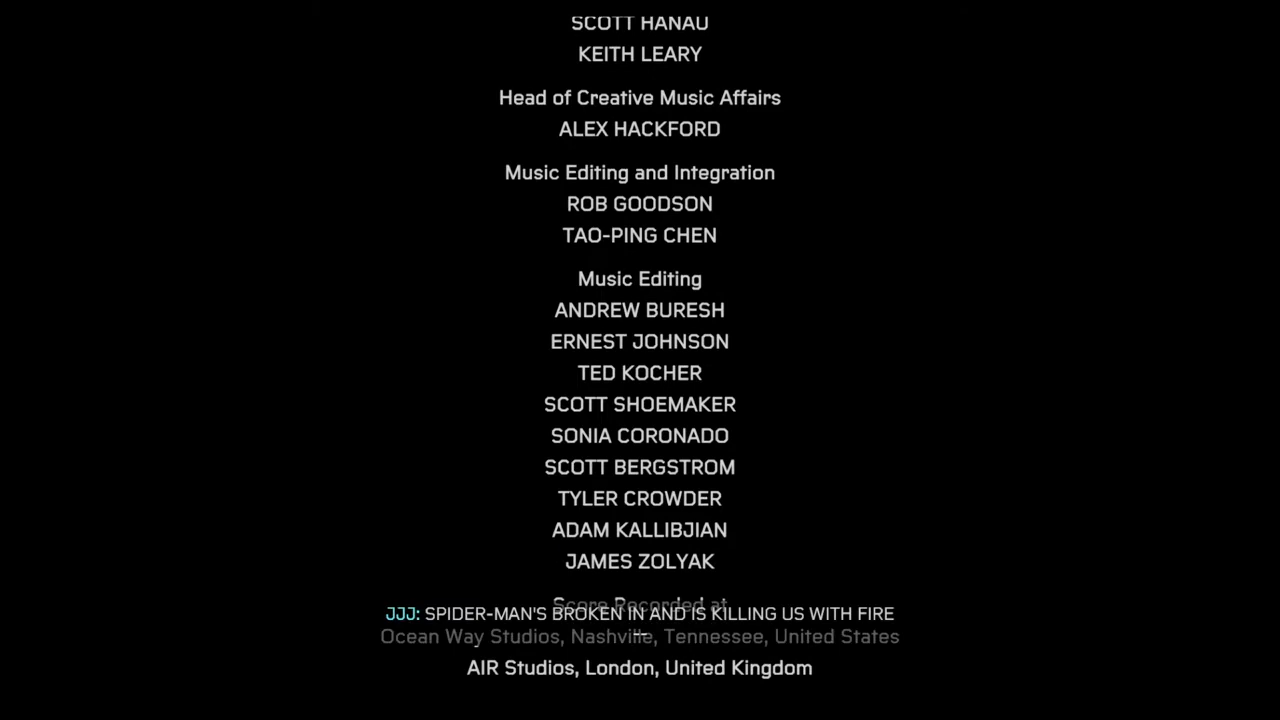 SCOTT HANAU
KEITH LEARY
Head of Creative Music Affairs
ALEX HACKFORD
Music Editing and Integration
ROB GOODSON
TAO-PING CHEN
Music Editing
ANDREW BURESH
ERNEST JOHNSON
TED KOCHER
SCOTT SHOEMAKER
SONIA CORONADO
SCOTT BERGSTROM
TYLER CROWDER
ADAM KALLIBJIAN
JAMES ZOLYAK
Score Recorded at
JJJ: SPIDER-MAN'S BROKEN IN AND IS KILLING US WITH FIRE
--
Ocean Way Studios, Nashville, Tennessee, United States
AIR Studios, London, United Kingdom